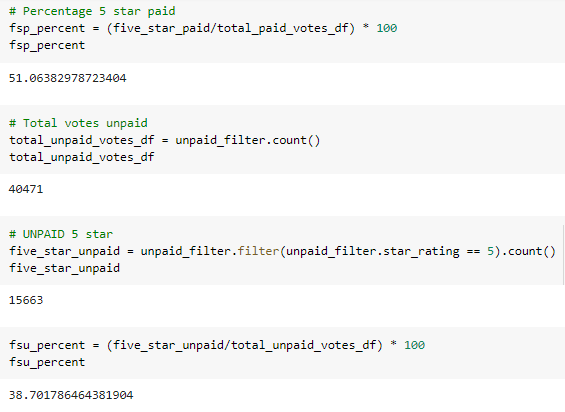 # Percentage 5 star paid
fsp_percent = (five_star_paid/total_paid_votes_df) * 100
fsp_percent
51.06382978723404
# Total votes unpaid
total_unpaid_votes_df = unpaid_filter.count()
total_unpaid_votes_df
40471
# UNPAID 5 star
five_star_unpaid = unpaid_filter.filter(unpaid_filter.star_rating == 5).count()
five_star_unpaid
15663
fsu_percent = (five_star_unpaid/total_unpaid_votes_df) * 100
fsu_percent
38.701786464381904